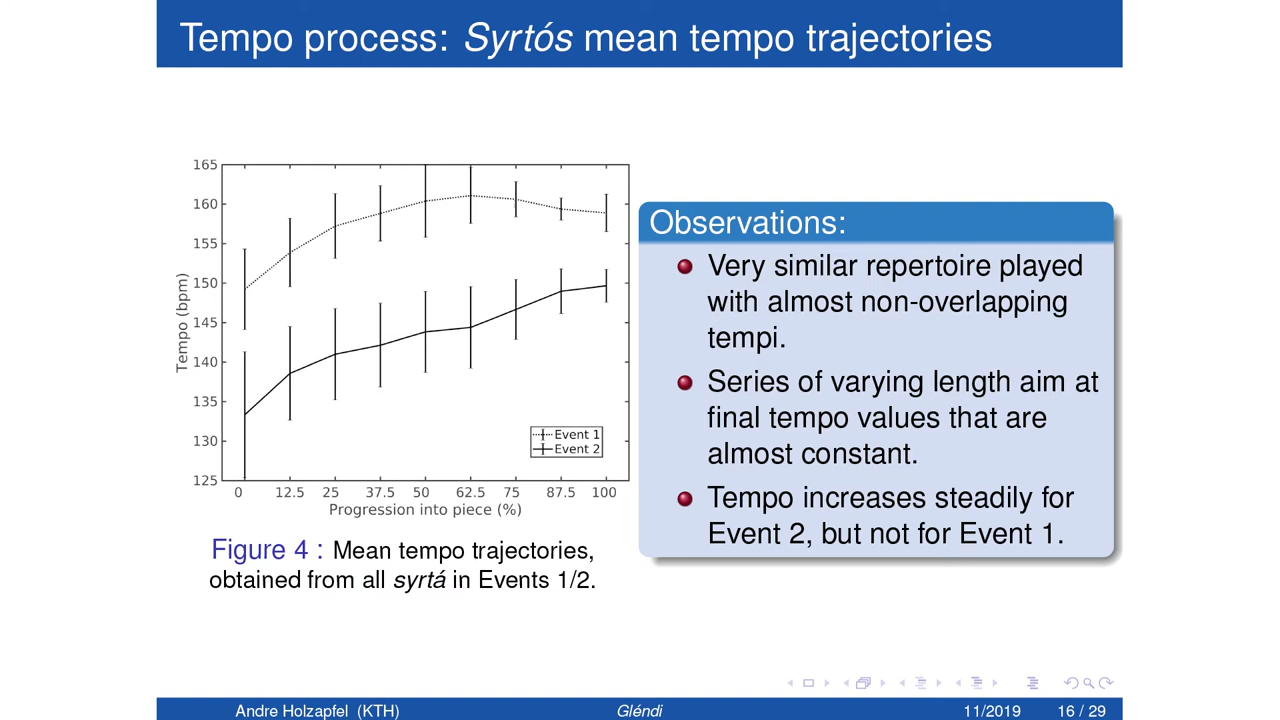 Tempo process: Syrtós mean tempo trajectories
165
160
155
150
145
140
135
130
125
Tempo (bpm)
Event 1
Event 2
0 12.5 25 37.5 50 62.5 75 87.5 100
Progression into piece (%)
Figure 4 : Mean tempo trajectories,
obtained from all syrtá in Events 1/2.
Observations:
Very similar repertoire played
with almost non-overlapping
tempi.
Series of varying length aim at
final tempo values that are
almost constant.
Tempo increases steadily for
Event 2, but not for Event 1.
Andre Holzapfel (KTH) Gléndi 11/2019 16 / 29